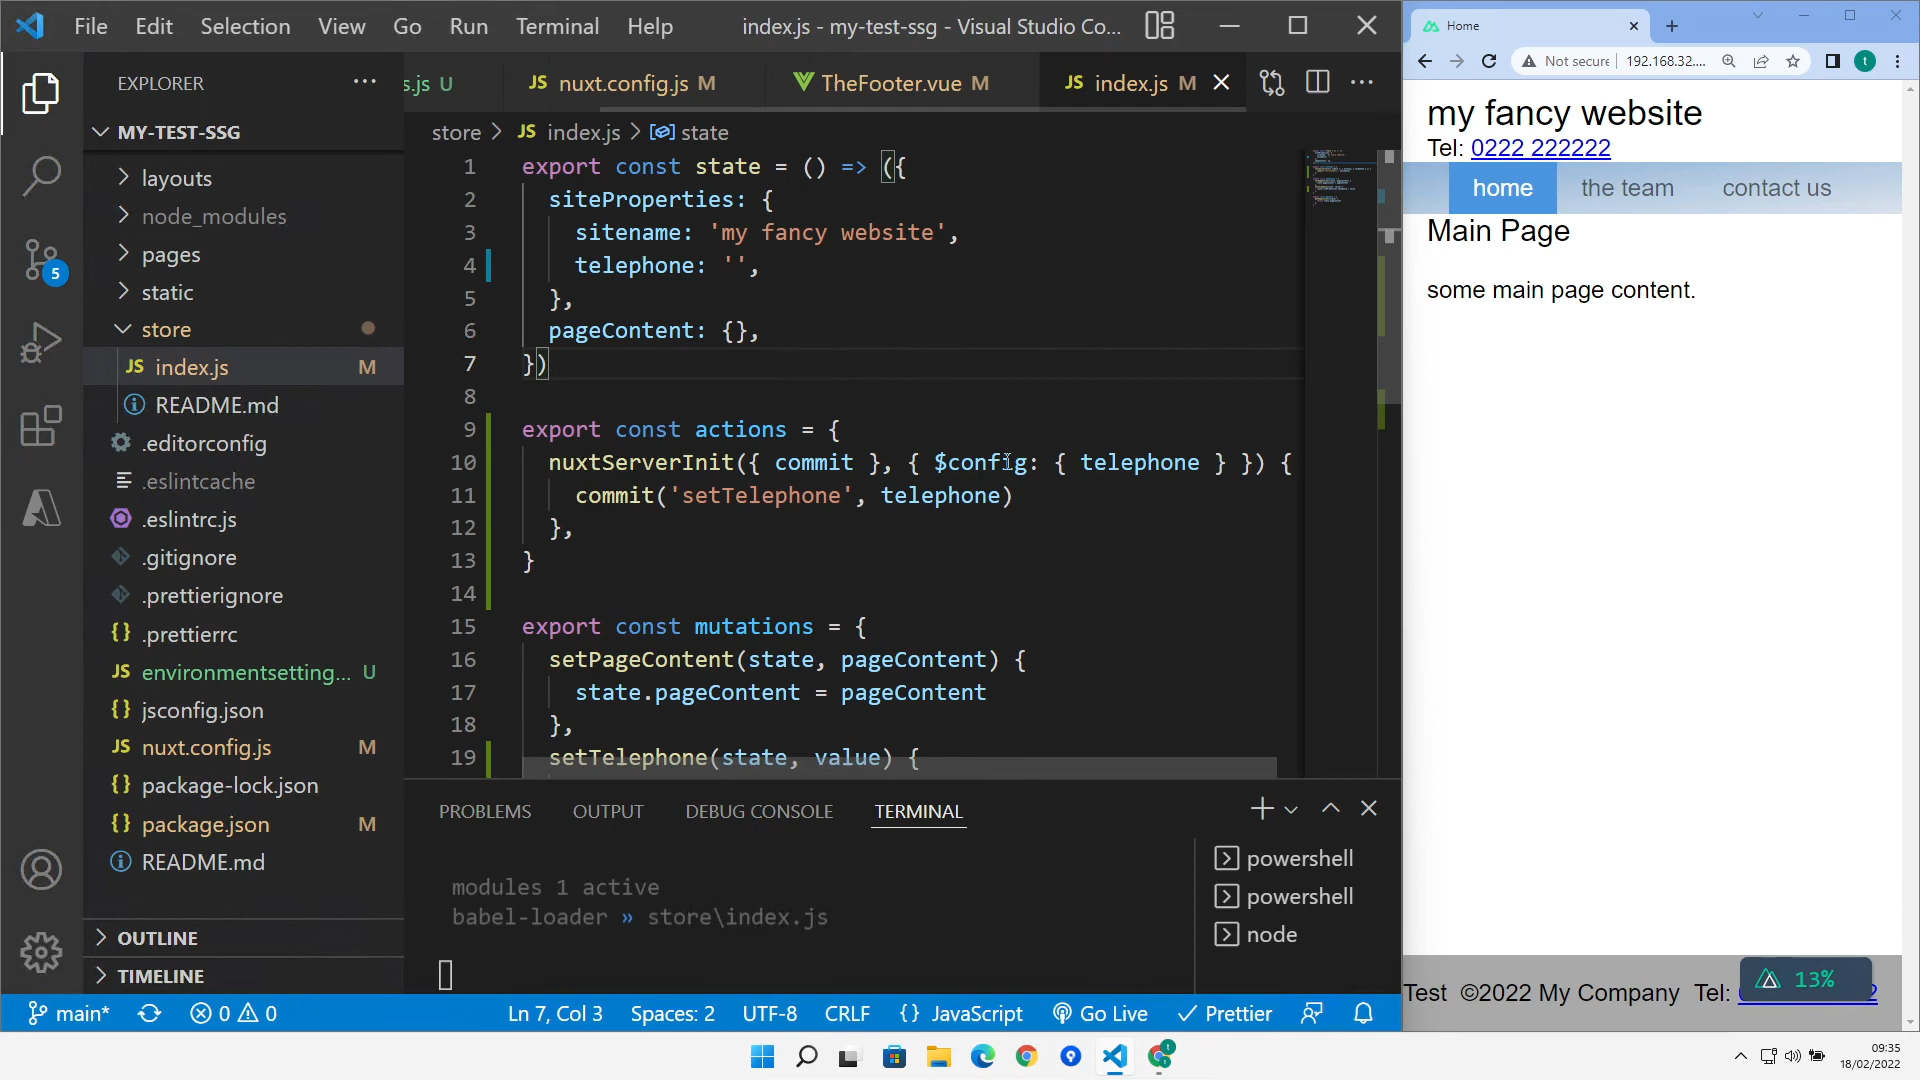 File Edit Selection View Go Run Terminal Help
index.js - my-test-ssg - Visual Studio Co...
EXPLORER
MY-TEST-SSG
layouts
node_modules
pages
static
store
index.js M
README.md
.editorconfig
.eslintcache
.eslintrc.js
.gitignore
.prettierignore
.prettierrc
environmentsetting... U
jsconfig.json
nuxt.config.js M
package-lock.json
package.json M
README.md
OUTLINE
TIMELINE
5
s.js U
JS nuxt.config.js M
TheFooter.vue M
JS index.js M
store > JS index.js > state
1 export const state = () => ({
2 siteProperties: {
3 sitename: 'my fancy website',
4 telephone: '',
5 },
6 pageContent: {},
7 })
8
9 export const actions = {
10 nuxtServerInit({ commit }, { $config: { telephone } }) {
11 commit('setTelephone', telephone)
12 },
13 }
14
15 export const mutations = {
16 setPageContent(state, pageContent) {
17 state.pageContent = pageContent
18 },
19 setTelephone(state, value) {
PROBLEMS OUTPUT DEBUG CONSOLE TERMINAL
modules 1 active
babel-loader » store\index.js
powershell
powershell
node
main* 0 0
Ln 7, Col 3 Spaces: 2 UTF-8 CRLF {} JavaScript Go Live Prettier
Home
Not secure 192.168.32....
t
my fancy website
Tel: 0222 222222
home the team contact us
Main Page
some main page content.
Test ©2022 My Company Tel:
13%
09:35
18/02/2022